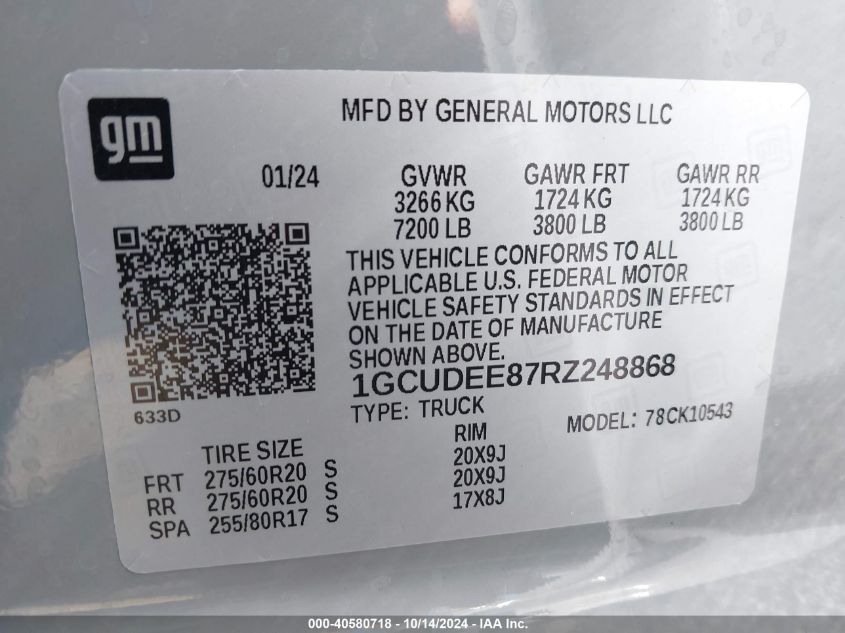 gm
MFD BY GENERAL MOTORS LLC
01/24 GVWR GAWR FRT GAWR RR
3266 KG 1724 KG 1724 KG
7200 LB 3800 LB 3800 LB
THIS VEHICLE CONFORMS TO ALL
APPLICABLE U.S. FEDERAL MOTOR
VEHICLE SAFETY STANDARDS IN EFFECT
ON THE DATE OF MANUFACTURE
SHOWN ABOVE.
1GCUDEE87RZ248868
633D
TYPE: TRUCK MODEL: 78CK10543
TIRE SIZE RIM
FRT 275/60R20 S 20X9J
RR 275/60R20 S 20X9J
SPA 255/80R17 S 17X8J
000-40580718 - 10/14/2024 - IAA Inc.